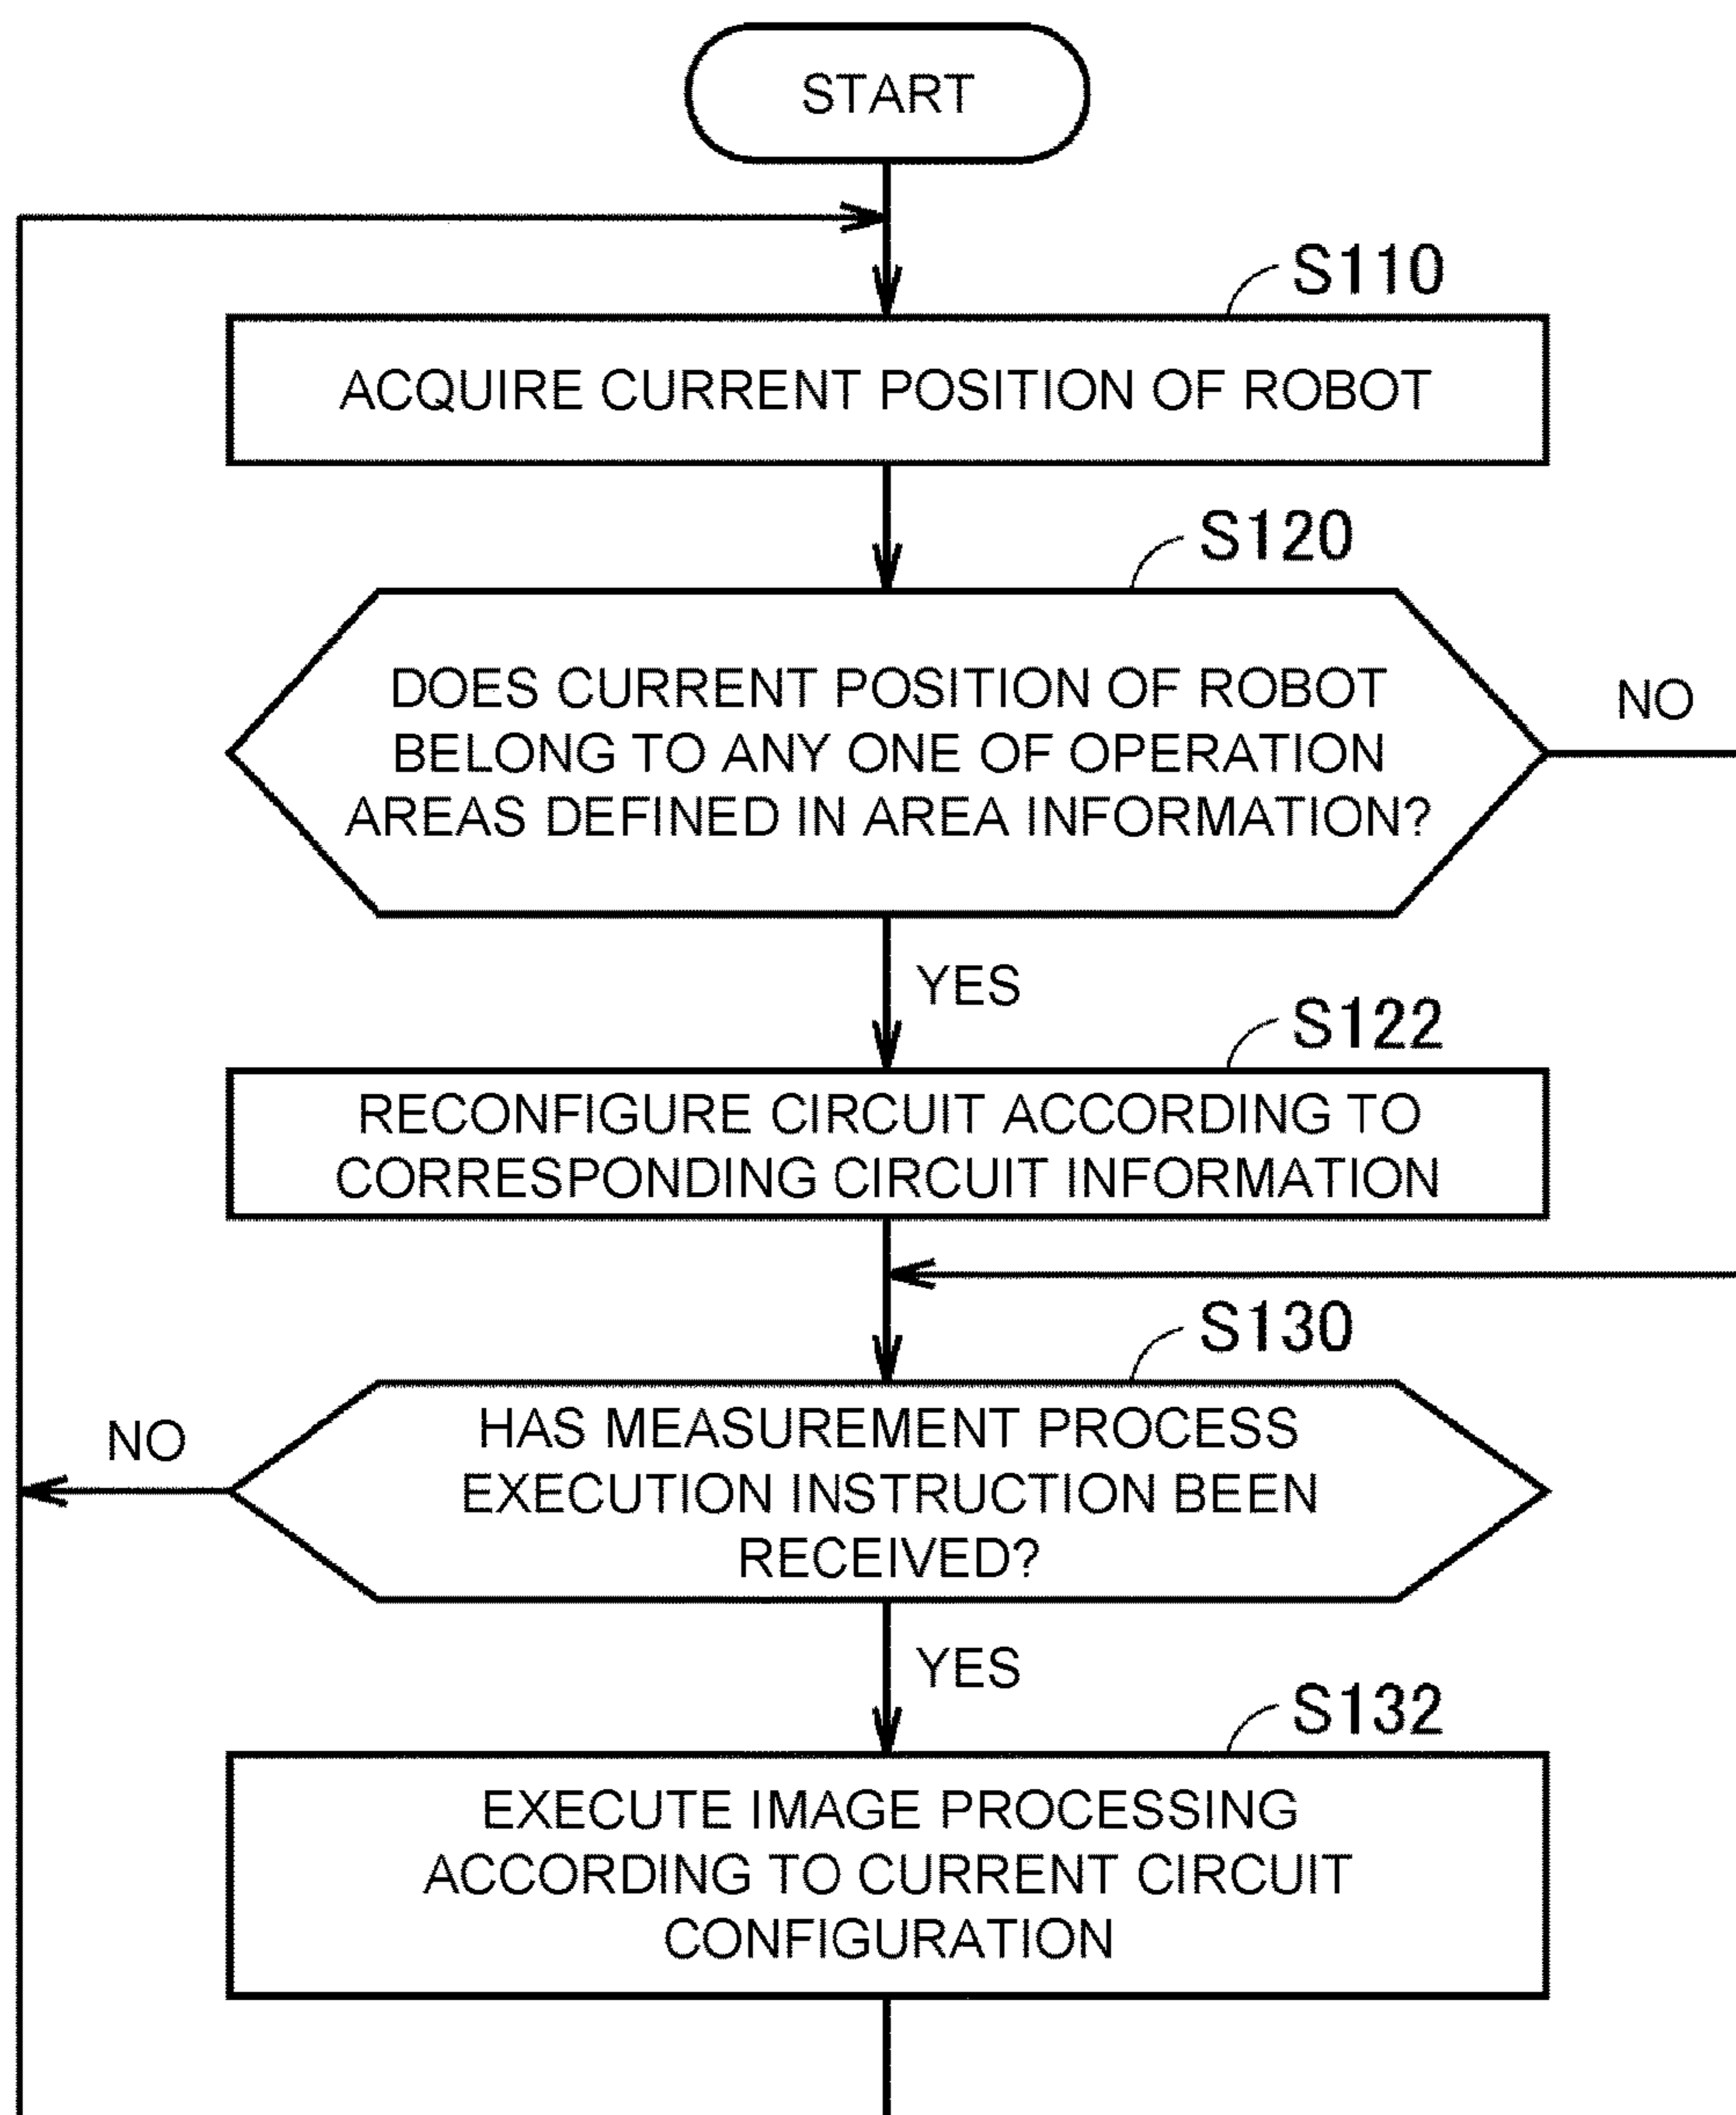 START
S110
ACQUIRE CURRENT POSITION OF ROBOT
S120
DOES CURRENT POSITION OF ROBOT
BELONG TO ANY ONE OF OPERATION
AREAS DEFINED IN AREA INFORMATION?
NO
YES
S122
RECONFIGURE CIRCUIT ACCORDING TO
CORRESPONDING CIRCUIT INFORMATION
S130
HAS MEASUREMENT PROCESS
EXECUTION INSTRUCTION BEEN
RECEIVED?
NO
YES
S132
EXECUTE IMAGE PROCESSING
ACCORDING TO CURRENT CIRCUIT
CONFIGURATION